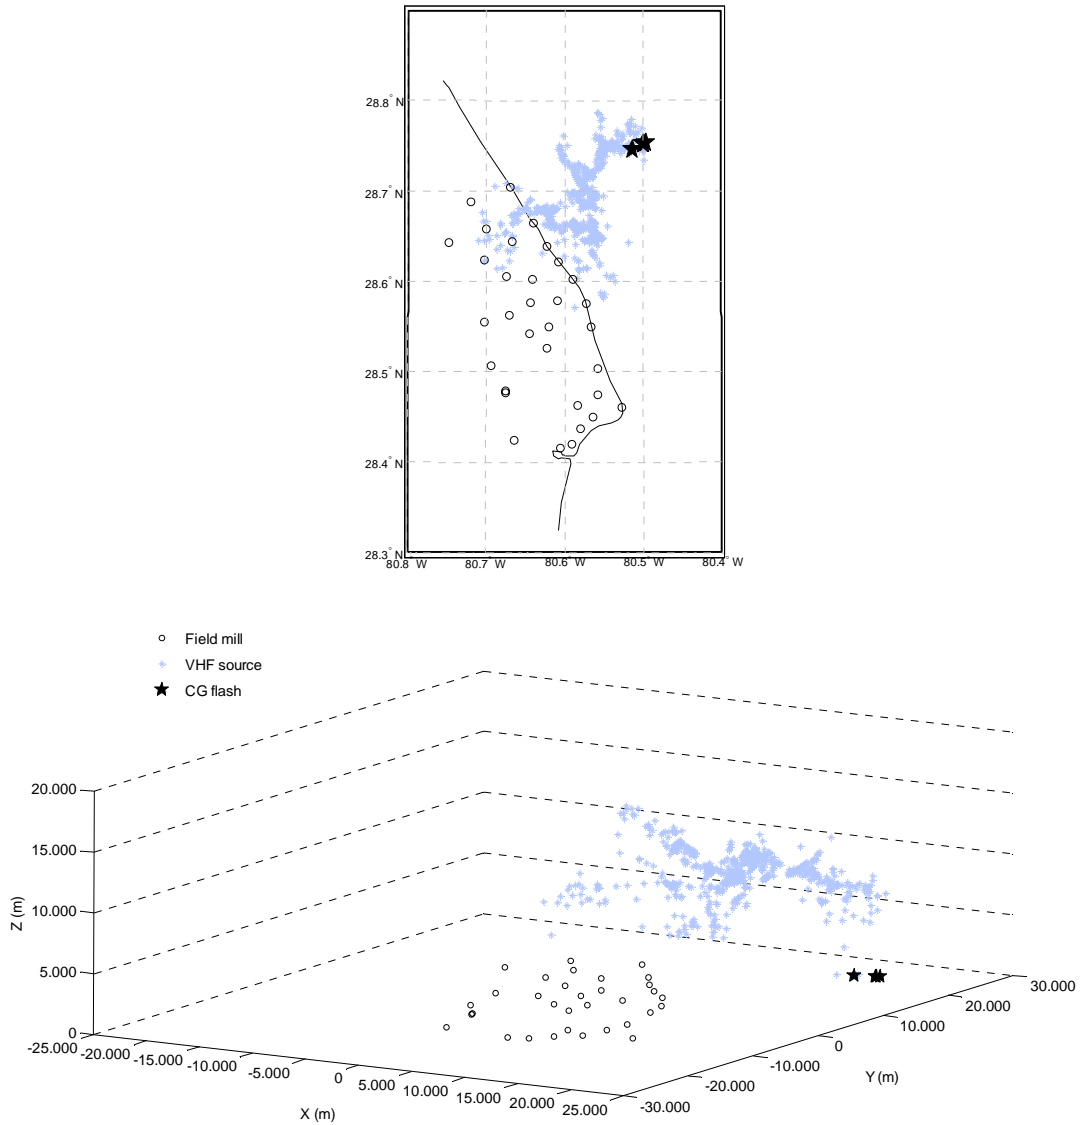 28.8° N
28.7° N
28.6° N
28.5° N
28.4° N
28.3° N
80.8° W 80.7° W 80.6° W 80.5° W 80.4° W
Field mill
VHF source
CG flash
20.000
15.000
10.000
5.000
0
Z (m)
-25.000 -20.000 -15.000 -10.000 -5.000 0 5.000 10.000 15.000 20.000 25.000
X (m)
-30.000 -20.000 -10.000 0 10.000 20.000 30.000
Y (m)